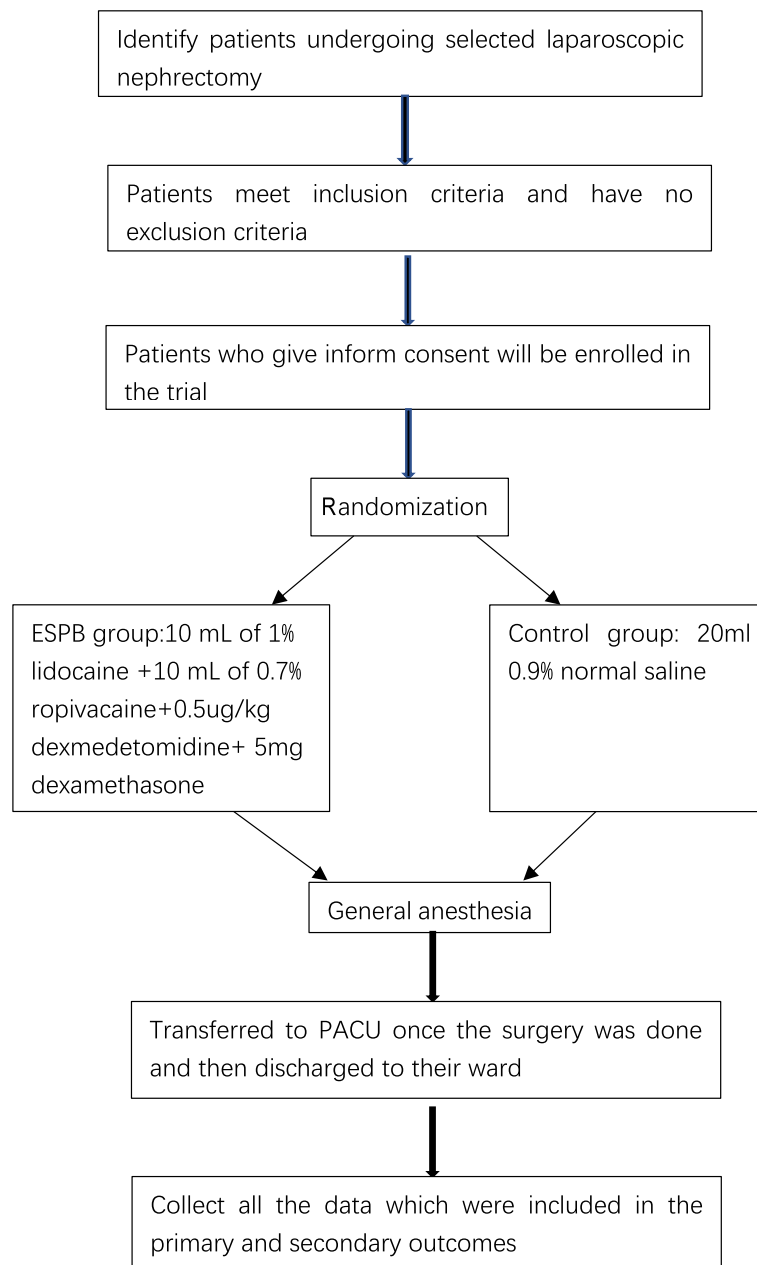 Identify patients undergoing selected laparoscopic
nephrectomy
Patients meet inclusion criteria and have no
exclusion criteria
Patients who give inform consent will be enrolled in
the trial
Randomization
ESPB group:10 mL of 1%
lidocaine +10 mL of 0.7%
ropivacaine+0.5ug/kg
dexmedetomidine+ 5mg
dexamethasone
Control group: 20ml
0.9% normal saline
General anesthesia
Transferred to PACU once the surgery was done
and then discharged to their ward
Collect all the data which were included in the
primary and secondary outcomes